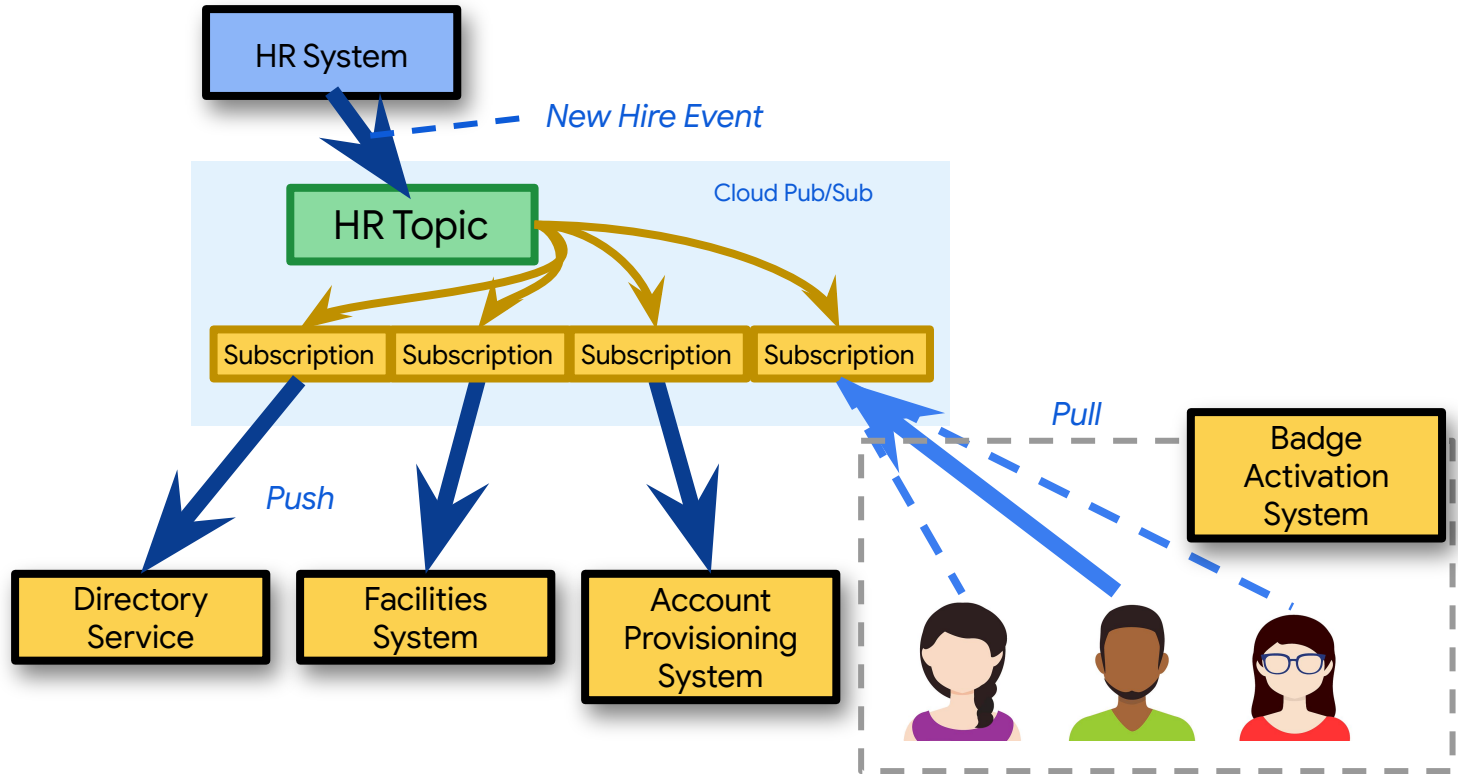 HR System
New Hire Event
Cloud Pub/Sub
HR Topic
Subscription
Subscription
Subscription
Subscription
Pull
Badge
Activation
System
Push
Directory
Service
Facilities
System
Account
Provisioning
System